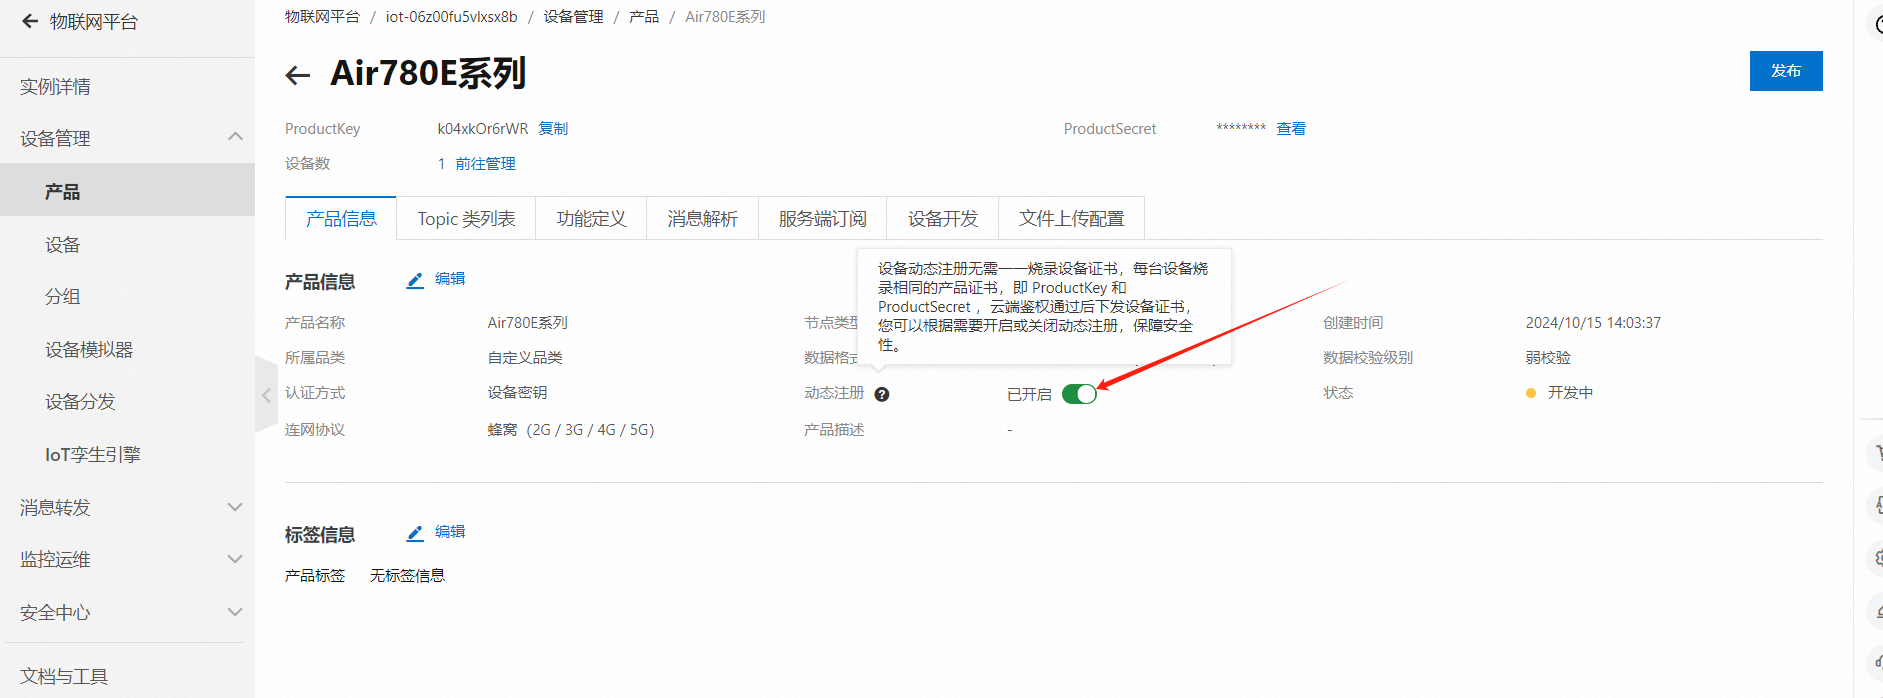 物联网平台
实例详情
设备管理
产品
设备
分组
设备模拟器
设备分发
IoT孪生引擎
消息转发
监控运维
安全中心
文档与工具
物联网平台 / iot-06z00fu5vlxsx8b / 设备管理 / 产品 / Air780E系列
Air780E系列
发布
ProductKey k04xkOr6rWR 复制
ProductSecret ******** 查看
设备数 1 前往管理
产品信息 Topic 类列表 功能定义 消息解析 服务端订阅 设备开发 文件上传配置
设备动态注册无需一一烧录设备证书，每台设备烧
录相同的产品证书，即 ProductKey 和
ProductSecret ，云端鉴权通过后下发设备证书，
您可以根据需要开启或关闭动态注册，保障安全
性。
产品信息 编辑
产品名称 Air780E系列 节点类型 创建时间 2024/10/15 14:03:37
所属品类 自定义品类 数据格式 数据校验级别 弱校验
认证方式 设备密钥 动态注册 已开启 状态 开发中
连网协议 蜂窝（2G / 3G / 4G / 5G） 产品描述 -
标签信息 编辑
产品标签 无标签信息